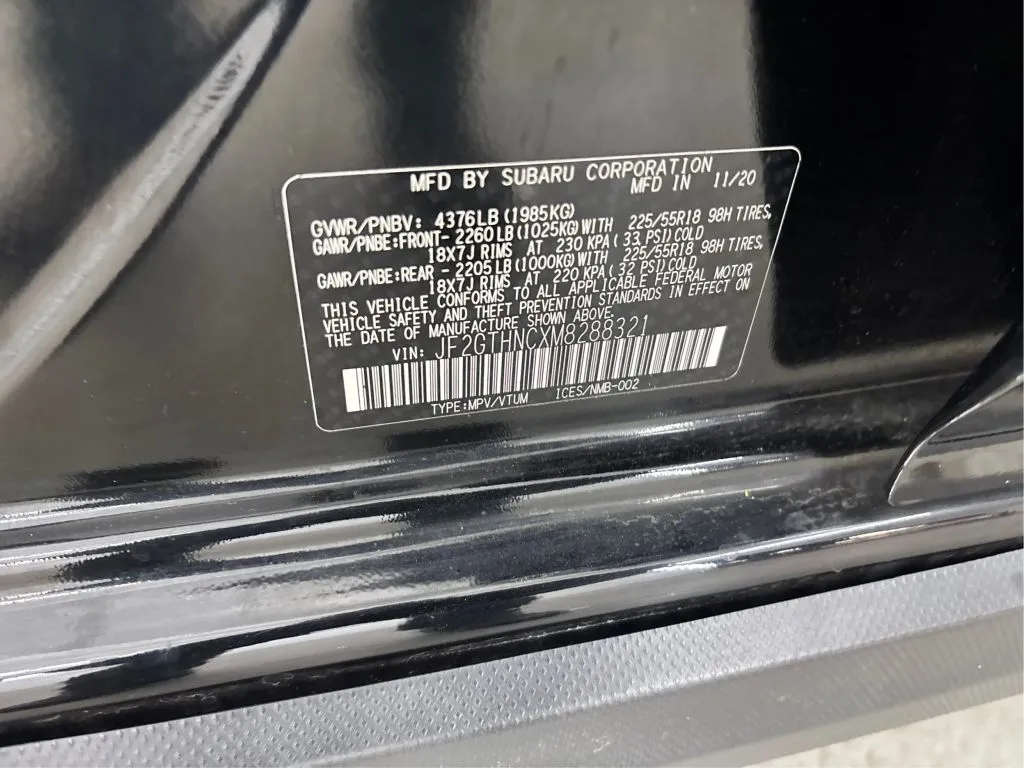 MFD BY SUBARU CORPORATION
MFD IN 11/20
GVWR/PNBV: 4376LB(1985KG)
GAWR/PNBE:FRONT-2260LB(1025KG)WITH 225/55R18 98H TIRES,
18X7J RIMS AT 230 KPA(33 PSI)COLD
GAWR/PNBE:REAR -2205LB(1000KG)WITH 225/55R18 98H TIRES,
18X7J RIMS AT 220 KPA(32 PSI)COLD
THIS VEHICLE CONFORMS TO ALL APPLICABLE FEDERAL MOTOR
VEHICLE SAFETY AND THEFT PREVENTION STANDARDS IN EFFECT ON
THE DATE OF MANUFACTURE SHOWN ABOVE.
VIN: JF2GTHNCXM8288321
TYPE:MPV/VTUM ICES/NMB-002